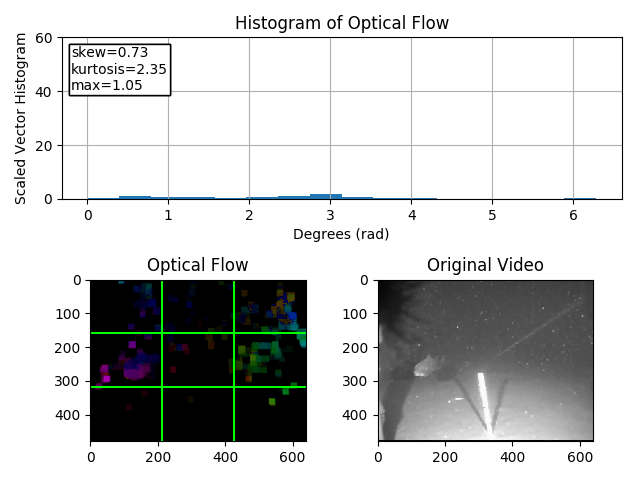 Histogram of Optical Flow
Scaled Vector Histogram
60
40
20
0
skew=0.73
kurtosis=2.35
max=1.05
0 1 2 3 4 5 6
Degrees (rad)
Optical Flow
0
100
200
300
400
0 200 400 600
Original Video
0
100
200
300
400
0 200 400 600